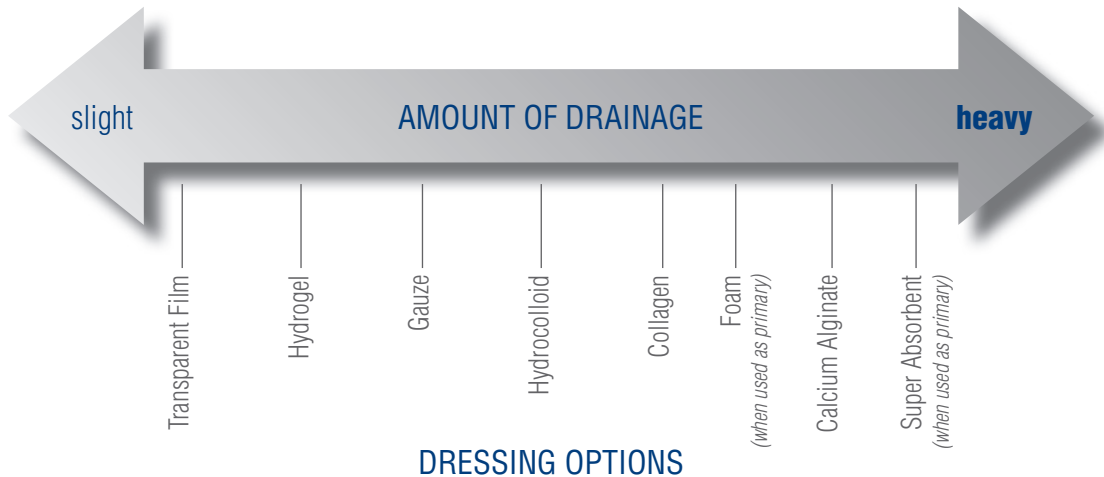 slight
AMOUNT OF DRAINAGE
heavy
Transparent Film
Hydrogel
Gauze
Hydrocolloid
Collagen
Foam
(when used as primary)
Calcium Alginate
Super Absorbent
(when used as primary)
DRESSING OPTIONS